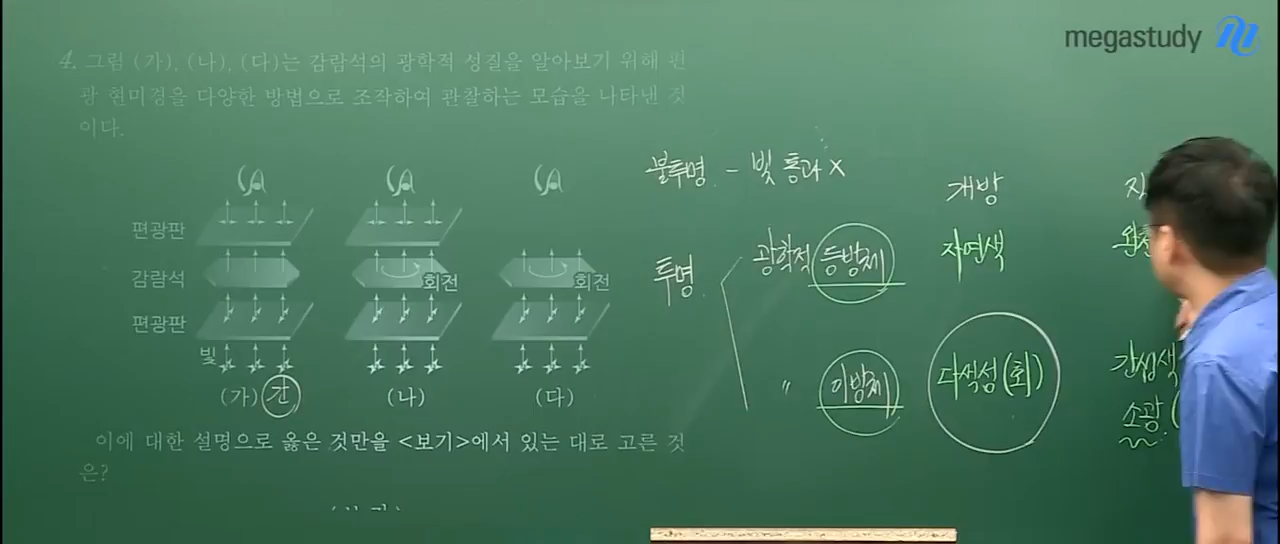 megastudy
4. 그림 (가), (나), (다)는 감람석의 광학적 성질을 알아보기 위해 편
광 현미경을 다양한 방법으로 조작하여 관찰하는 모습을 나타낸 것
이다.
편광판
감람석
회전
회전
편광판
빛
(가) 간
(나)
(다)
이에 대한 설명으로 옳은 것만을 <보기>에서 있는 대로 고른 것
은?
불투명 - 빛 통과 X
개방
투명
광학적 등방체
자연색
〃 이방체
다색성(회)
간섭색
소광(